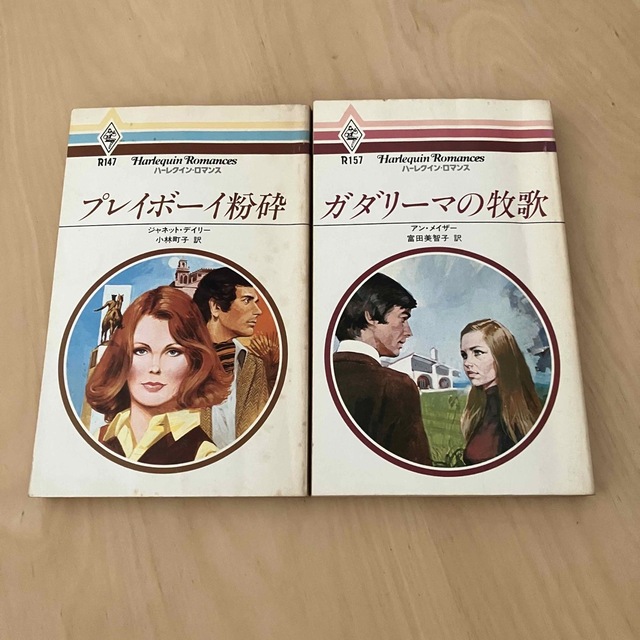 R147
Harlequin Romances
ハーレクイン・ロマンス
プレイボーイ粉砕
ジャネット・デイリー
小林町子 訳
R157
Harlequin Romances
ハーレクイン・ロマンス
ガダリーマの牧歌
アン・メイザー
富田美智子 訳